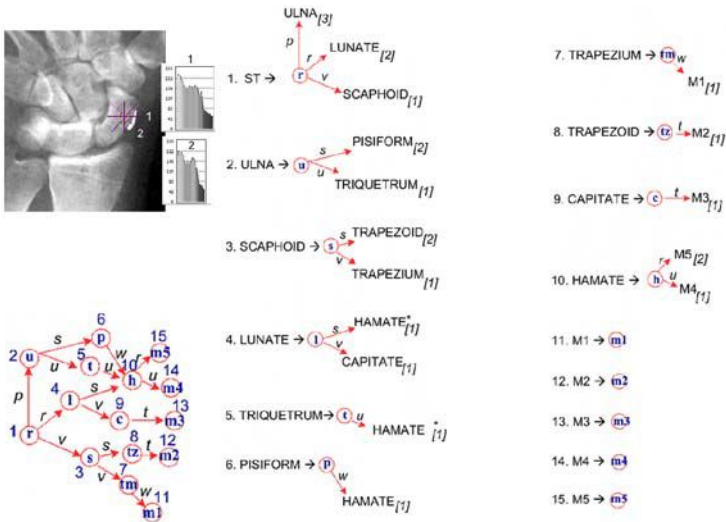 1
2
1
2
1. ST →
r
p
ULNA[3]
r
LUNATE
[2]
v
SCAPHOID[1]
2. ULNA →
u
s
PISIFORM[2]
u
TRIQUETRUM
[1]
3. SCAPHOID →
s
s
TRAPEZOID
[2]
v
TRAPEZIUM
[1]
4. LUNATE →
l
s
HAMATE*
[1]
v
CAPITATE
[1]
5. TRIQUETRUM →
t
u
HAMATE *
[1]
6. PISIFORM →
p
w
HAMATE[1]
7. TRAPEZIUM →
tm
w
M1[1]
8. TRAPEZOID →
tz
t
M2[1]
9. CAPITATE →
c
t
M3
[1]
10. HAMATE →
h
r
M5[2]
u
M4[1]
11. M1 → m1
12. M2 → m2
13. M3 → m3
14. M4 → m4
15. M5 → m5
6
p
s
2
u
5
t
u
u
w
10
h
r
15
m5
u
14
m4
p
4
l
s
v
9
c
t
13
m3
1
r
r
v
3
s
s
8
tz
t
12
m2
v
7
tm
w
11
m1